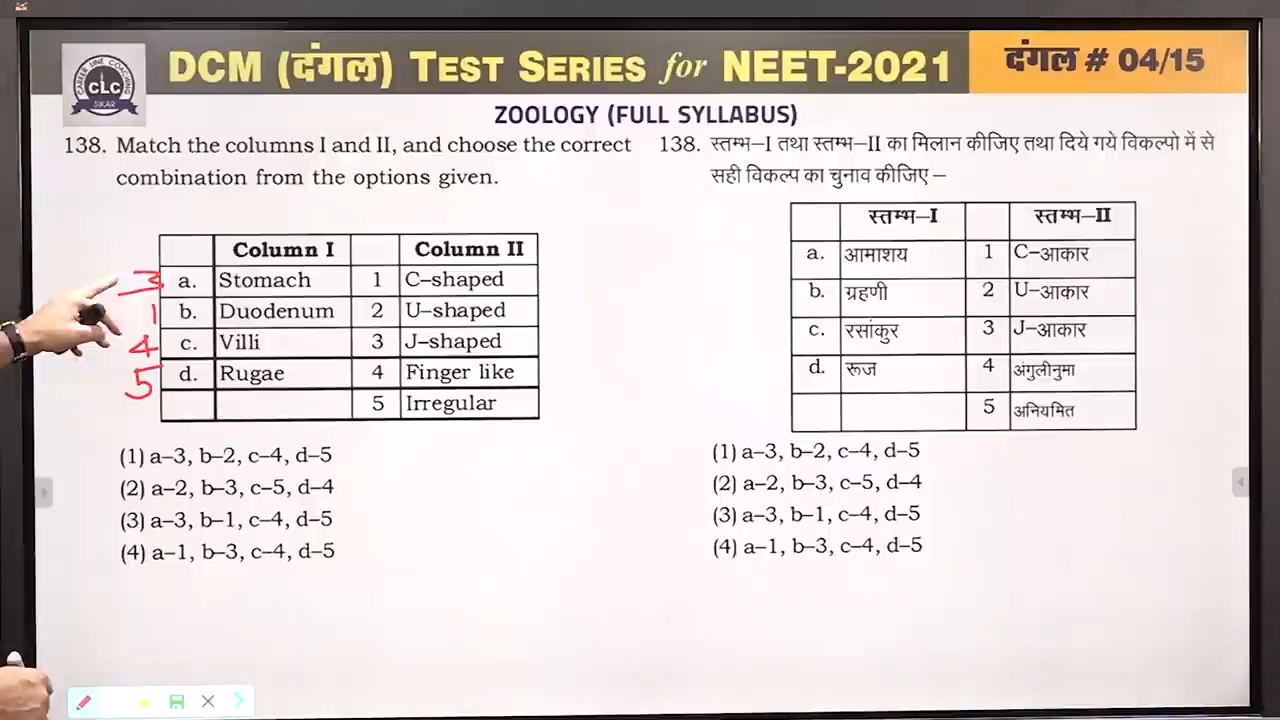 DCM (दंगल) TEST SERIES for NEET-2021
दंगल # 04/15
CAREER LINE COACHING
CLC
SIKAR
ZOOLOGY (FULL SYLLABUS)
138. Match the columns I and II, and choose the correct
combination from the options given.
Column I Column II
3 a. Stomach 1 C–shaped
1 b. Duodenum 2 U–shaped
4 c. Villi 3 J–shaped
5 d. Rugae 4 Finger like
5 Irregular
(1) a–3, b–2, c–4, d–5
(2) a–2, b–3, c–5, d–4
(3) a–3, b–1, c–4, d–5
(4) a–1, b–3, c–4, d–5
138. स्तम्भ–I तथा स्तम्भ–II का मिलान कीजिए तथा दिये गये विकल्पो में से
सही विकल्प का चुनाव कीजिए –
स्तम्भ–I स्तम्भ–II
a. आमाशय 1 C–आकार
b. ग्रहणी 2 U–आकार
c. रसांकुर 3 J–आकार
d. रूज 4 अंगुलीनुमा
5 अनियमित
(1) a–3, b–2, c–4, d–5
(2) a–2, b–3, c–5, d–4
(3) a–3, b–1, c–4, d–5
(4) a–1, b–3, c–4, d–5